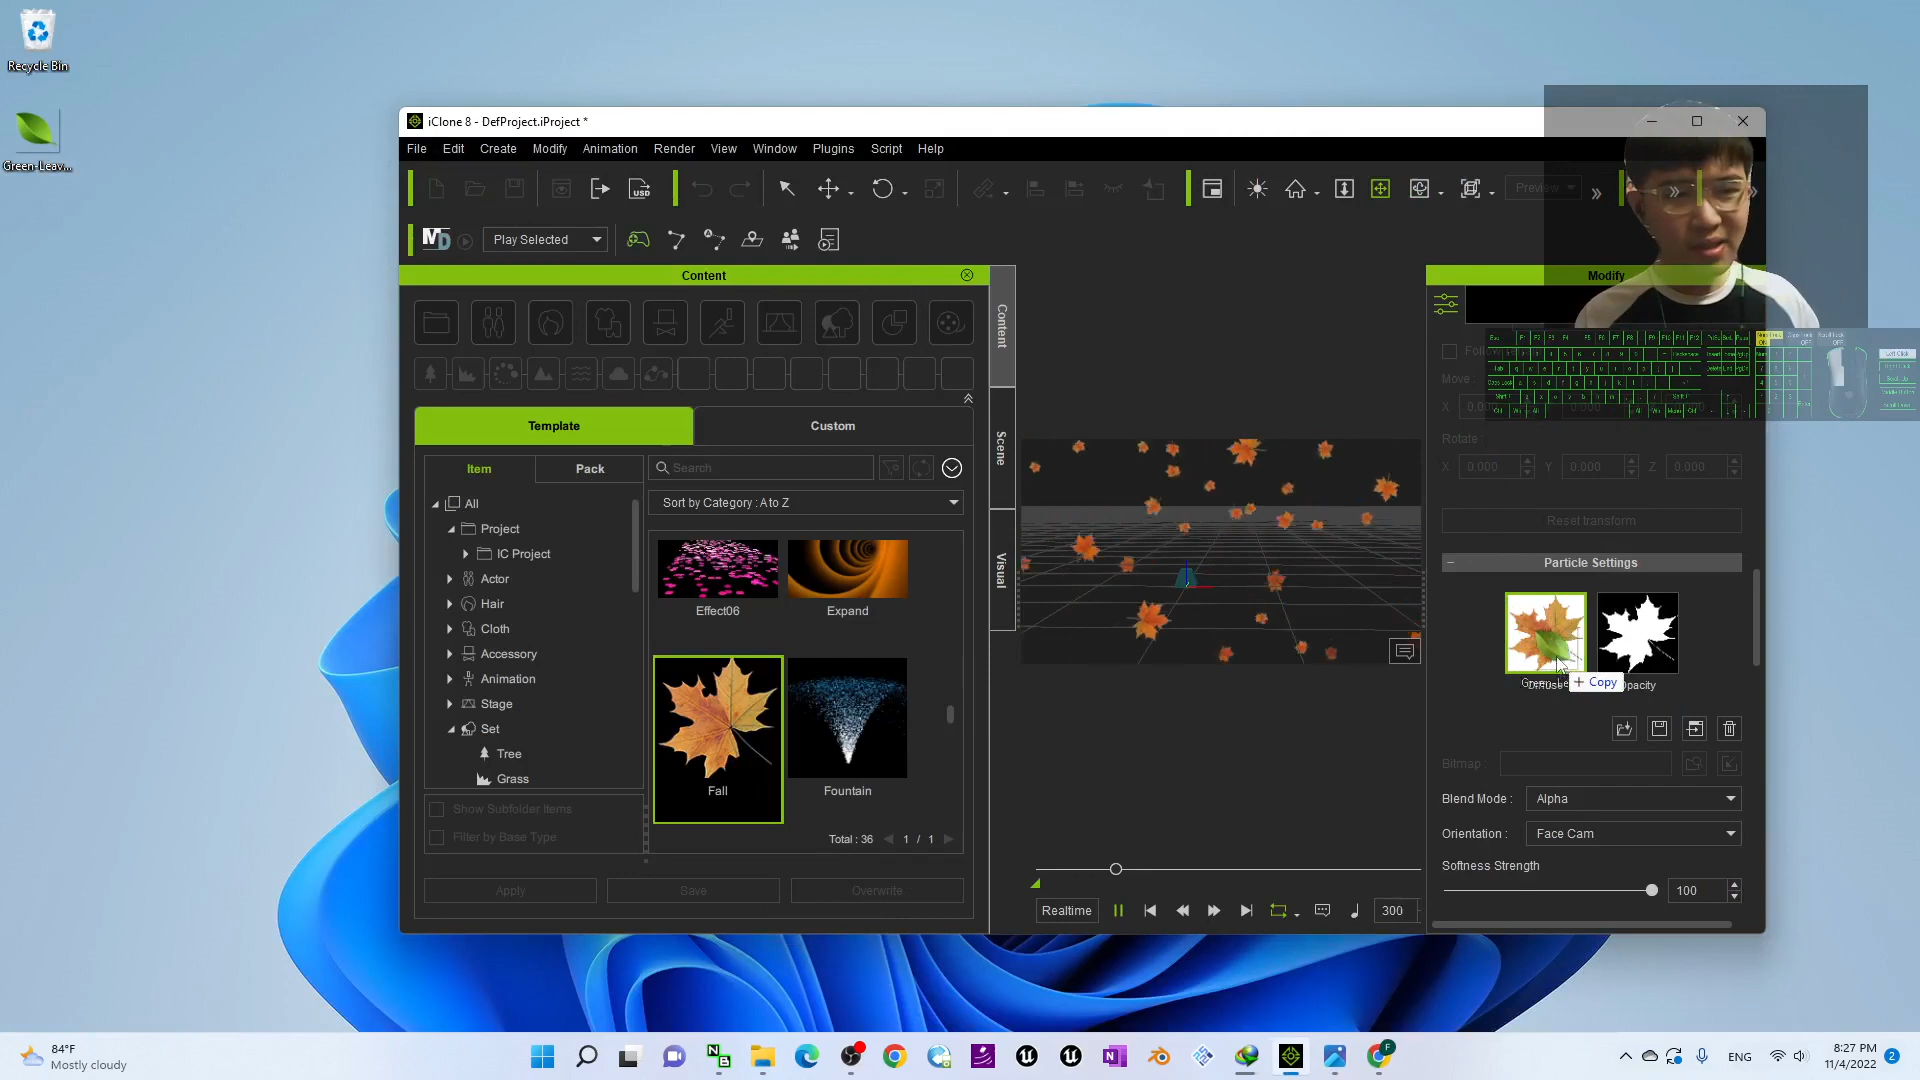 Recycle Bin
Green-Leav...
iClone 8 - DefProject.iProject *
File Edit Create Modify Animation Render View Window Plugins Script Help
Preview
Play Selected
Content
Modify
Template Custom
Item Pack
Search
Sort by Category : A to Z
All
Project
IC Project
Actor
Hair
Cloth
Accessory
Animation
Stage
Set
Tree
Grass
Show Subfolder Items
Filter by Base Type
Effect06 Expand
Fall Fountain
Total : 36 1 / 1
Apply Save Overwrite
Content
Scene
Visual
Realtime 300
Move :
X
Rotate :
X 0.000 Y 0.000 Z 0.000
Reset transform
Particle Settings
Diffuse Opacity
+ Copy
Bitmap :
Blend Mode : Alpha
Orientation : Face Cam
Softness Strength
100
84°F
Mostly cloudy
ENG
8:27 PM
11/4/2022
2